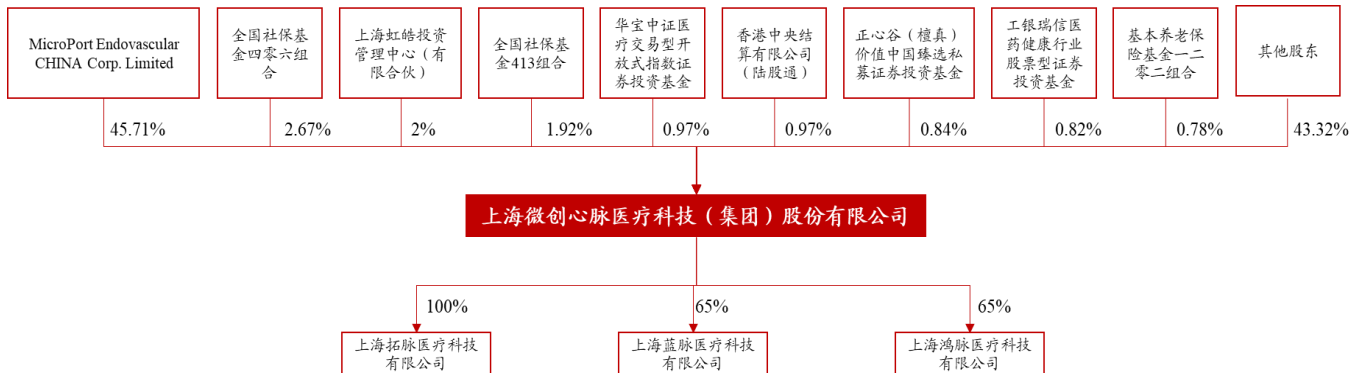 MicroPort Endovascular
CHINA Corp. Limited
全国社保基
金四零六组
合
上海虹皓投资
管理中心（有
限合伙）
全国社保基
金413组合
华宝中证医
疗交易型开
放式指数证
券投资基金
香港中央结
算有限公司
（陆股通）
正心谷（檀真）
价值中国臻选私
募证券投资基金
工银瑞信医
药健康行业
股票型证券
投资基金
基本养老保
险基金一二
零二组合
其他股东
45.71%
2.67%
2%
1.92%
0.97%
0.97%
0.84%
0.82%
0.78%
43.32%
上海微创心脉医疗科技（集团）股份有限公司
100%
65%
65%
上海拓脉医疗科技
有限公司
上海蓝脉医疗科技
有限公司
上海鸿脉医疗科技
有限公司